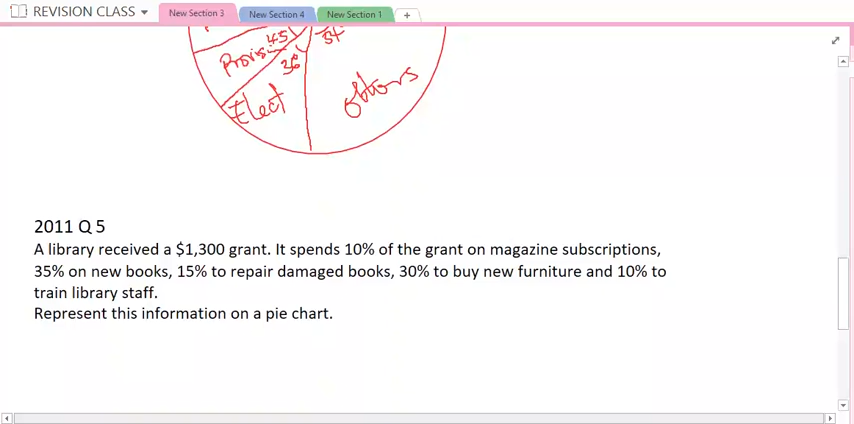 REVISION CLASS
New Section 3
New Section 4
New Section 1
+
45
Provis
36
Elect
others
2011 Q 5
A library received a $1,300 grant. It spends 10% of the grant on magazine subscriptions,
35% on new books, 15% to repair damaged books, 30% to buy new furniture and 10% to
train library staff.
Represent this information on a pie chart.